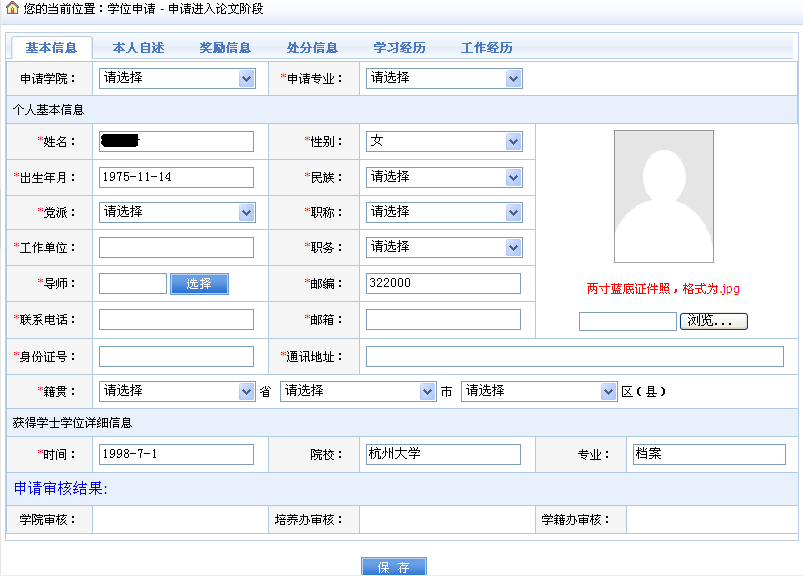 您的当前位置：学位申请 - 申请进入论文阶段
基本信息 本人自述 奖励信息 处分信息 学习经历 工作经历
申请学院： 请选择 *申请专业： 请选择
个人基本信息
*姓名： *性别： 女
*出生年月： 1975-11-14 *民族： 请选择
*党派： 请选择 *职称： 请选择
*工作单位： *职务： 请选择
*导师： 选择 *邮编： 322000
两寸蓝底证件照，格式为.jpg
*联系电话： *邮箱： 浏览...
*身份证号： *通讯地址：
*籍贯： 请选择 省 请选择 市 请选择 区（县）
获得学士学位详细信息
*时间： 1998-7-1 院校： 杭州大学 专业： 档案
申请审核结果:
学院审核： 培养办审核： 学籍办审核：
保 存